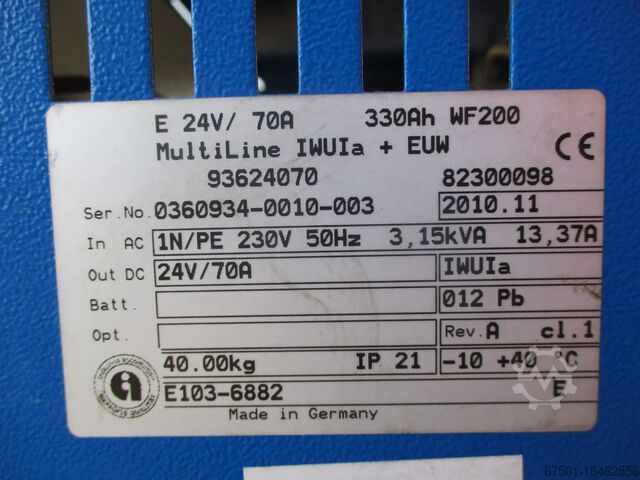 E 24V/ 70A 330Ah WF200
MultiLine IWUIa + EUW CE
93624070 82300098
Ser.No. 0360934-0010-003 2010.11
In AC 1N/PE 230V 50Hz 3,15kVA 13,37A
Out DC 24V/70A IWUIa
Batt. 012 Pb
Opt. Rev. A cl.1
40.00kg IP 21 -10 +40 °C
E103-6882 E
Made in Germany
67591-18462556